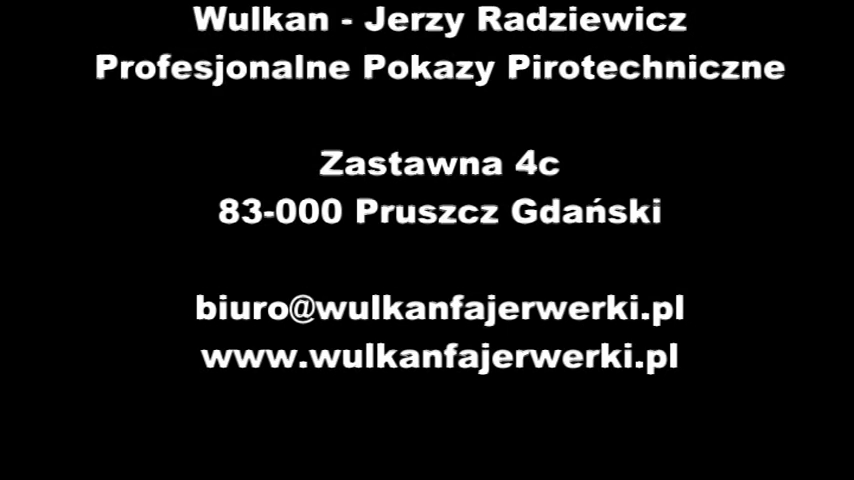 Wulkan - Jerzy Radziewicz
Profesjonalne Pokazy Pirotechniczne
Zastawna 4c
83-000 Pruszcz Gdański
biuro@wulkanfajerwerki.pl
www.wulkanfajerwerki.pl